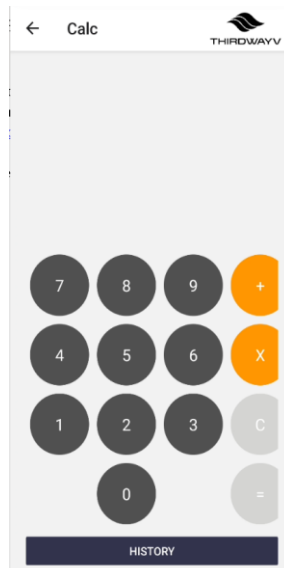 ← Calc
THIRDWAYV
7 8 9 +
4 5 6 X
1 2 3 C
0 =
HISTORY